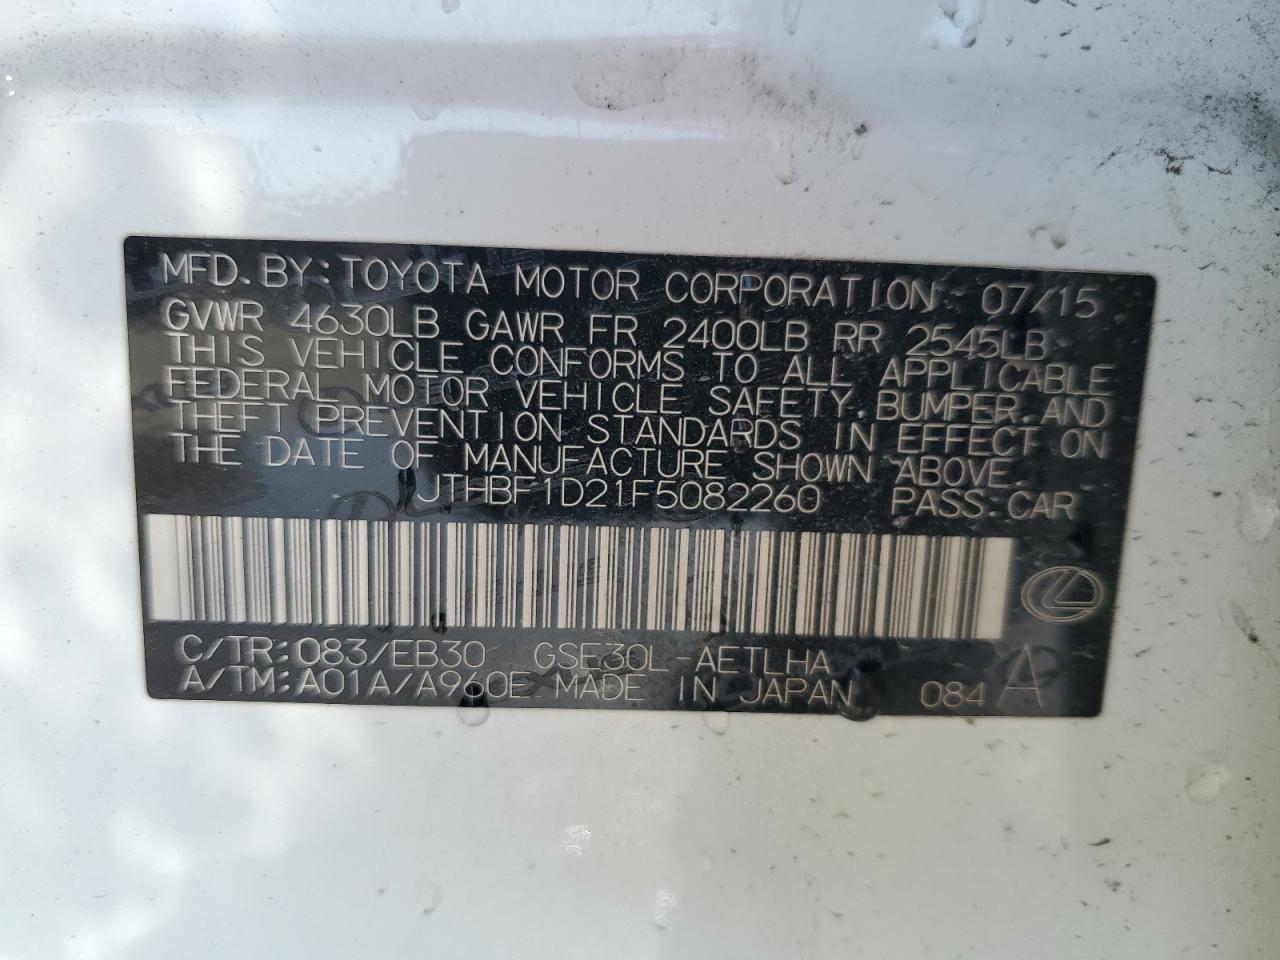 MFD. BY: TOYOTA MOTOR CORPORATION 07/15
GVWR 4630LB GAWR FR 2400LB RR 2545LB
THIS VEHICLE CONFORMS TO ALL APPLICABLE
FEDERAL MOTOR VEHICLE SAFETY, BUMPER, AND
THEFT PREVENTION STANDARDS IN EFFECT ON
THE DATE OF MANUFACTURE SHOWN ABOVE.
JTHBF1D21F5082260 PASS. CAR
C/TR: 083/EB30 GSE30L-AETLHA
A/TM: A01A/A960E MADE IN JAPAN 084 A